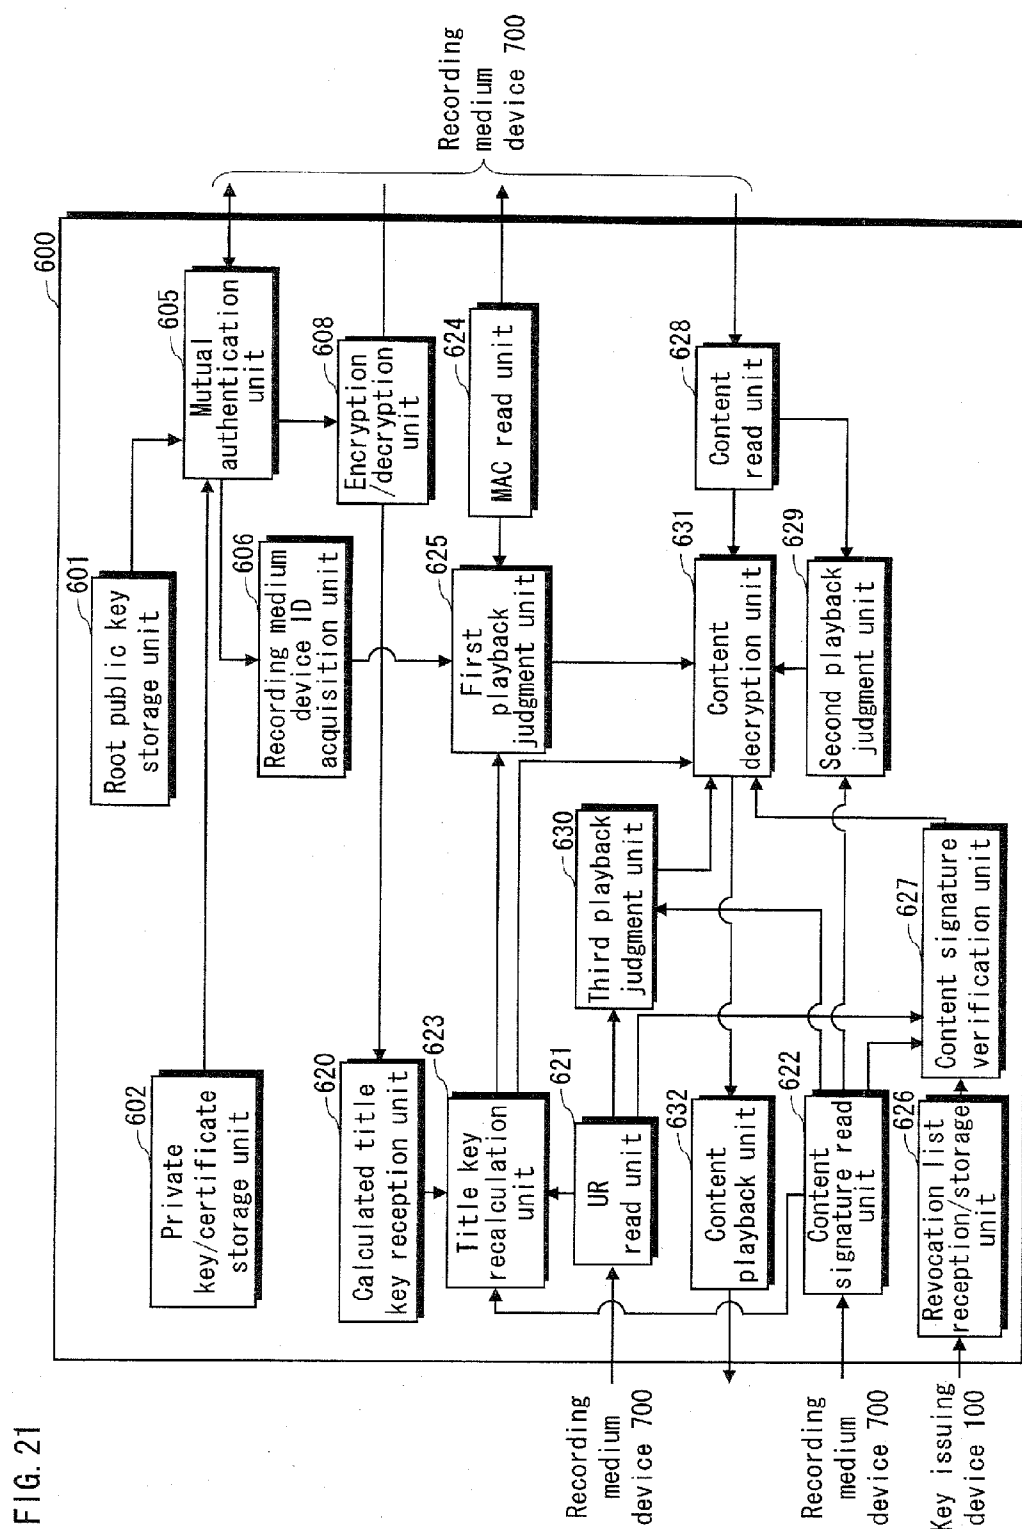 FIG. 21
600
601
Root public key
storage unit
602
Private
key/certificate
storage unit
605
Mutual
authentication
unit
606
Recording medium
device ID
acquisition unit
608
Encryption
/decryption
unit
620
Calculated title
key reception unit
623
Title key
recalculation
unit
625
First
playback
judgment unit
624
MAC read unit
Recording
medium
device 700
621
UR
read unit
630
Third playback
judgment unit
631
Content
decryption unit
628
Content
read unit
632
Content
playback unit
622
Content
signature read
unit
629
Second playback
judgment unit
626
Revocation list
reception/storage
unit
627
Content signature
verification unit
Recording
medium
device 700
Recording
medium
device 700
Key issuing
device 100